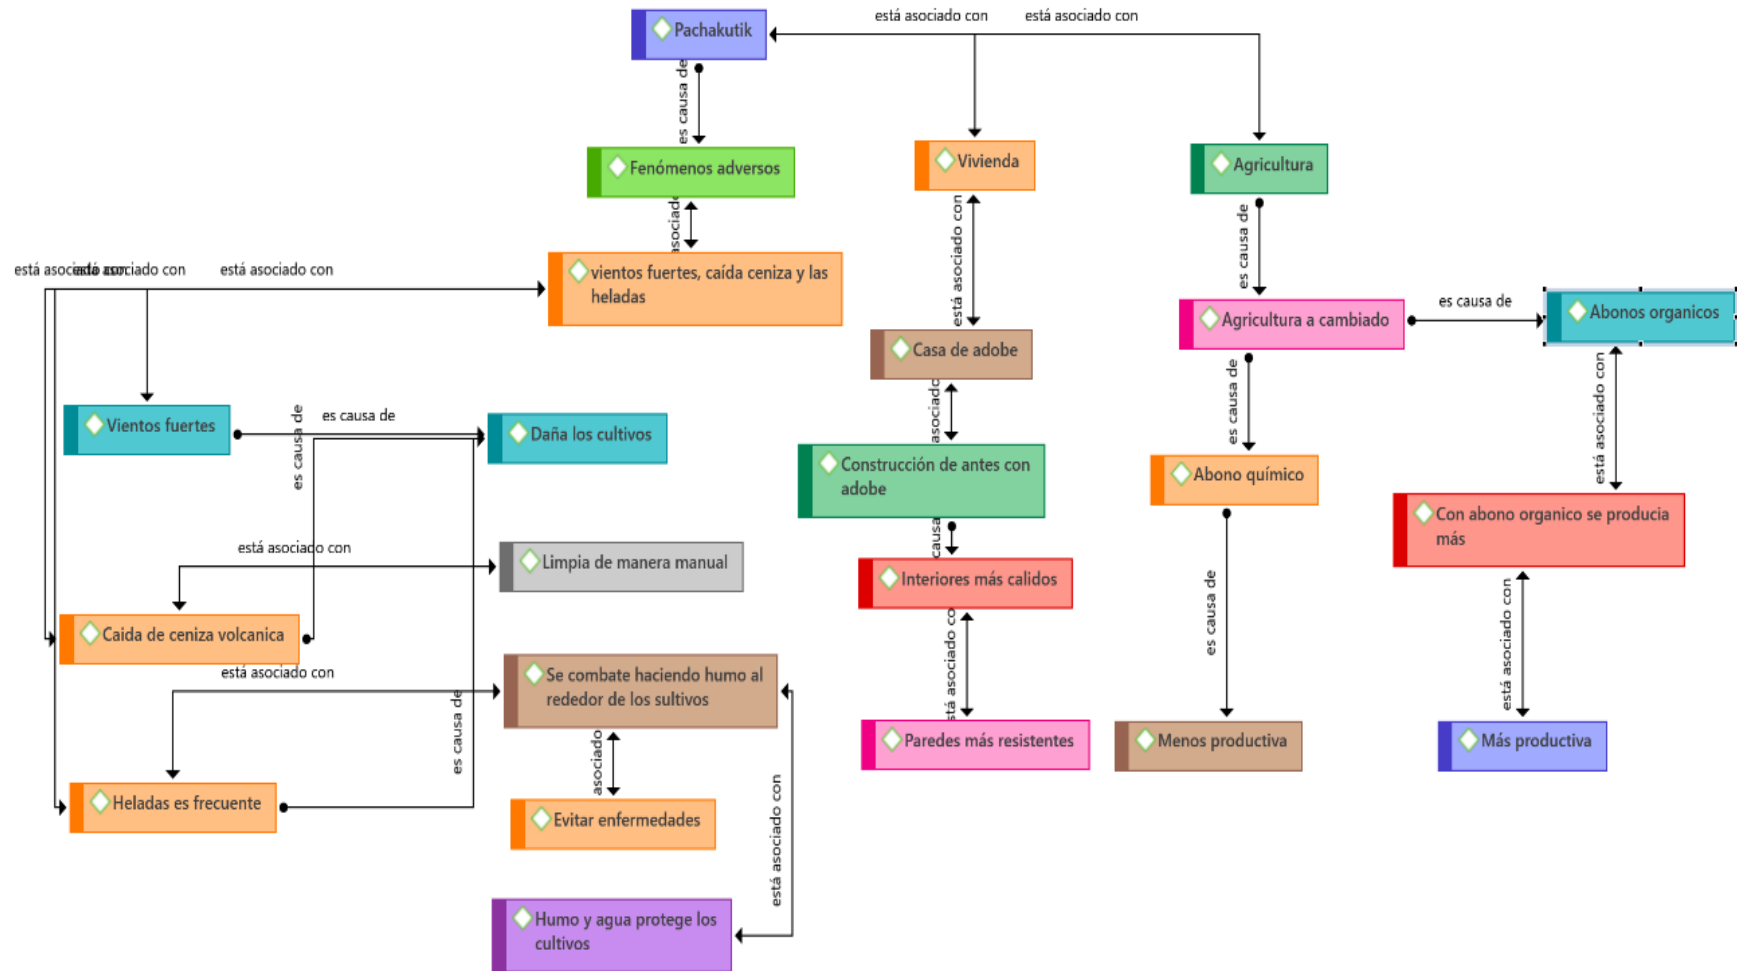 está asociado con
está asociado con
Pachakutik
es causa de
Fenómenos adversos
Vivienda
Agricultura
asociado
está asociado con
es causa de
está asociado con
está asociado con
está asociado con
vientos fuertes, caída ceniza y las
heladas
Agricultura a cambiado
es causa de
Abonos organicos
Casa de adobe
Vientos fuertes
es causa de
es causa de
Daña los cultivos
asociado
es causa de
está asociado con
Construcción de antes con
adobe
Abono químico
Con abono organico se producia
más
causa
está asociado con
Limpia de manera manual
Interiores más calidos
Caida de ceniza volcanica
está asociado con
Se combate haciendo humo al
rededor de los sultivos
es causa de
está asociado co
es causa de
está asociado con
Paredes más resistentes
Menos productiva
Más productiva
Heladas es frecuente
asociado
Evitar enfermedades
está asociado con
Humo y agua protege los
cultivos